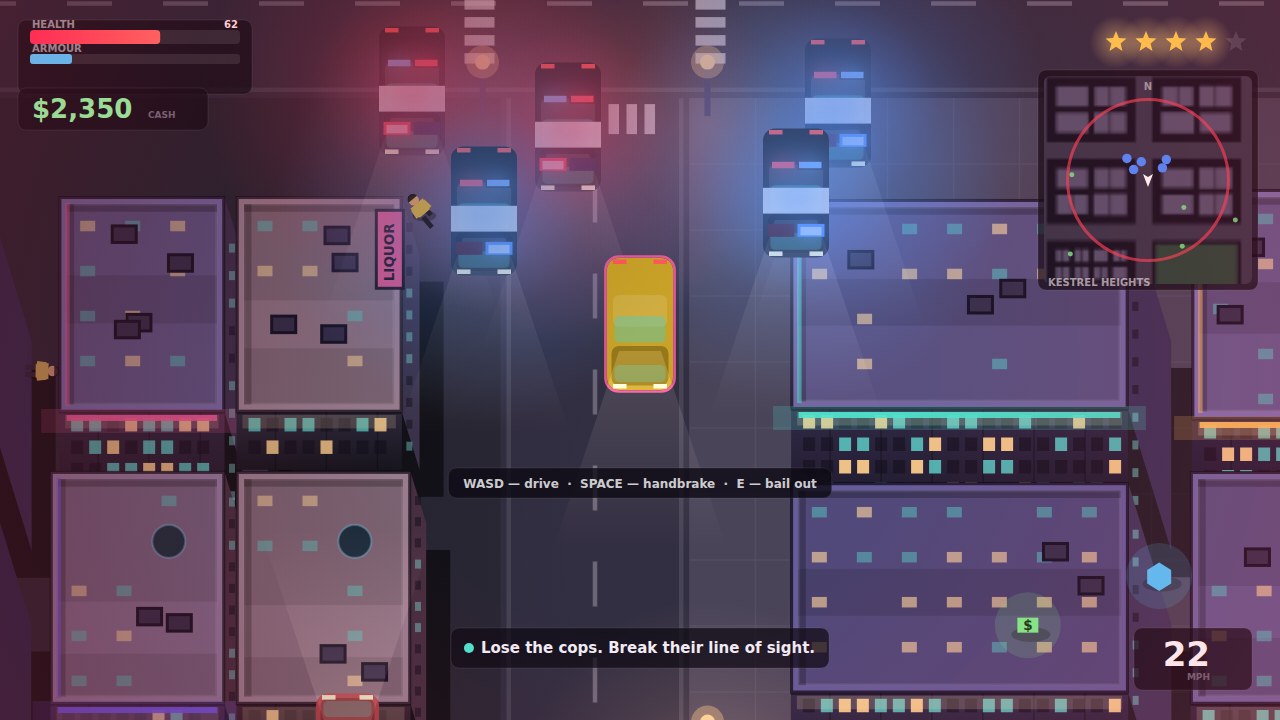 HEALTH 62
ARMOUR
$2,350 CASH
N
KESTREL HEIGHTS
LIQUOR
WASD — drive · SPACE — handbrake · E — bail out
$
Lose the cops. Break their line of sight.
22
MPH